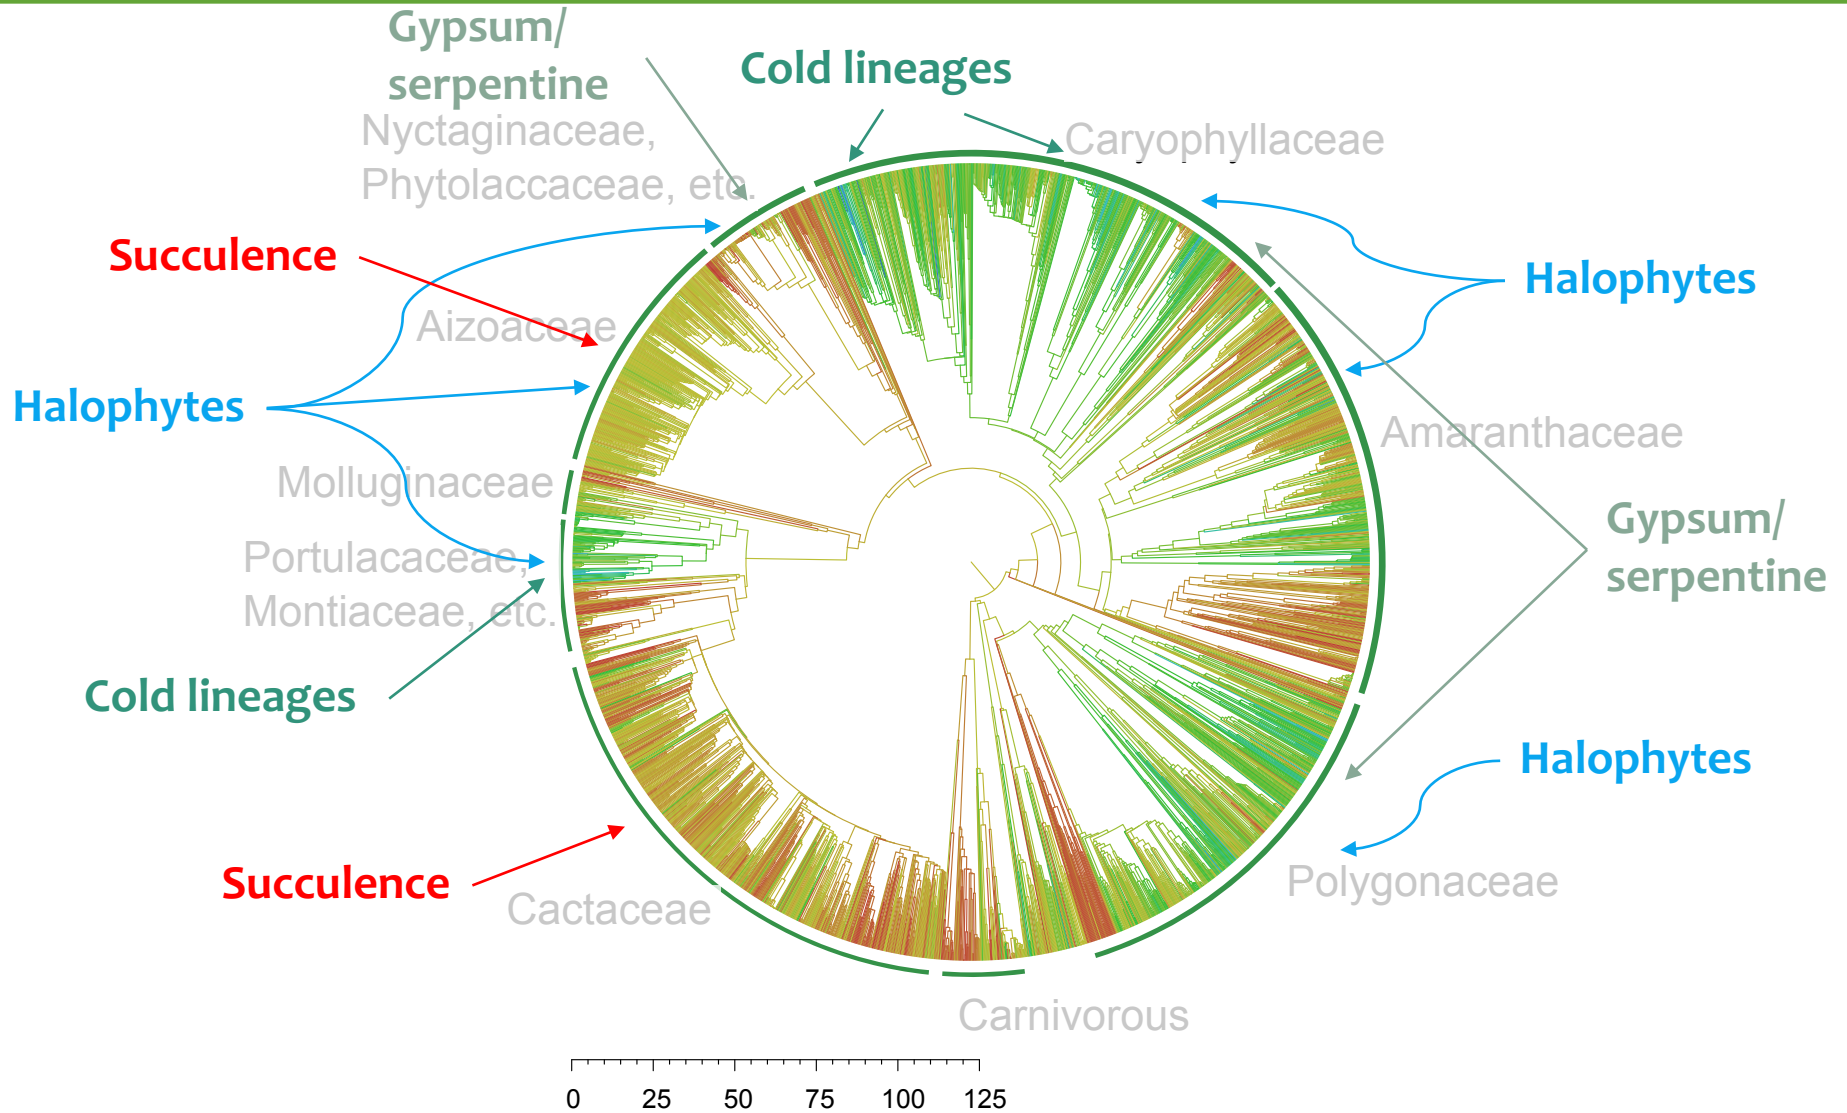 Gypsum/
serpentine
Cold lineages
Nyctaginaceae,
Phytolaccaceae, etc.
Caryophyllaceae
Succulence
Halophytes
Aizoaceae
Halophytes
Amaranthaceae
Molluginaceae
Gypsum/
serpentine
Portulacaceae,
Montiaceae, etc.
Cold lineages
Halophytes
Succulence
Polygonaceae
Cactaceae
Carnivorous
0 25 50 75 100 125